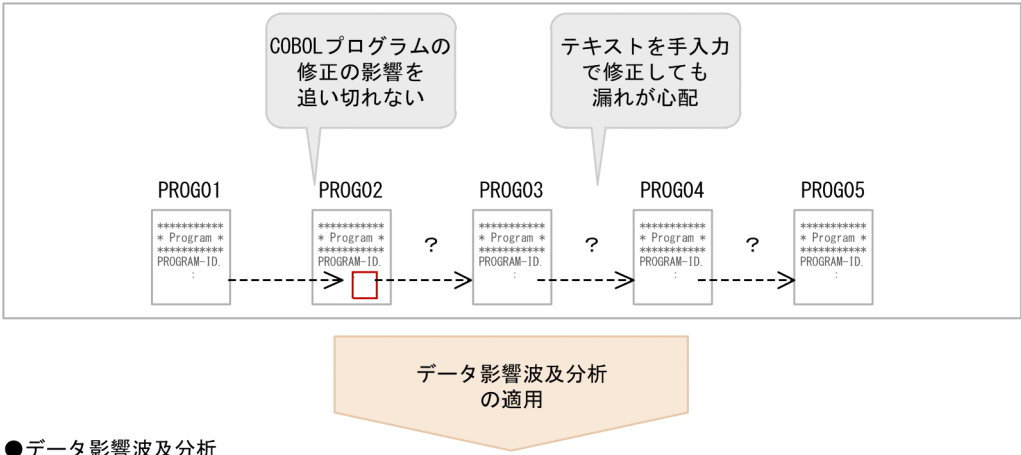 COBOLプログラムの
修正の影響を
追い切れない
テキストを手入力
で修正しても
漏れが心配
PROG01
PROG02
PROG03
PROG04
PROG05
***********
* Program *
***********
PROGRAM-ID.
:
***********
* Program *
***********
PROGRAM-ID.
?
***********
* Program *
***********
PROGRAM-ID.
:
?
***********
* Program *
***********
PROGRAM-ID.
:
?
***********
* Program *
***********
PROGRAM-ID.
:
データ影響波及分析
の適用
●データ影響波及分析